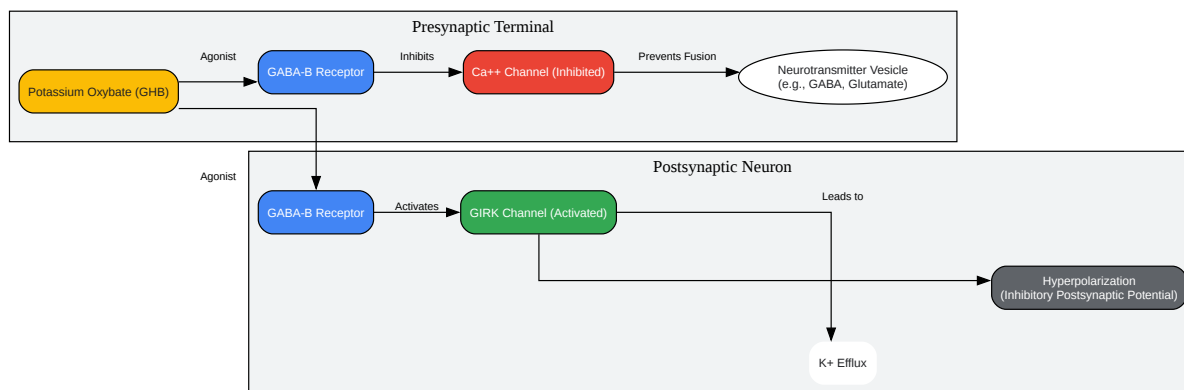 Presynaptic Terminal
Agonist
Inhibits
Prevents Fusion
Potassium Oxybate (GHB)
GABA-B Receptor
Ca++ Channel (Inhibited)
Neurotransmitter Vesicle
(e.g., GABA, Glutamate)
Postsynaptic Neuron
Agonist
Leads to
GABA-B Receptor
Activates
GIRK Channel (Activated)
Hyperpolarization
(Inhibitory Postsynaptic Potential)
K+ Efflux